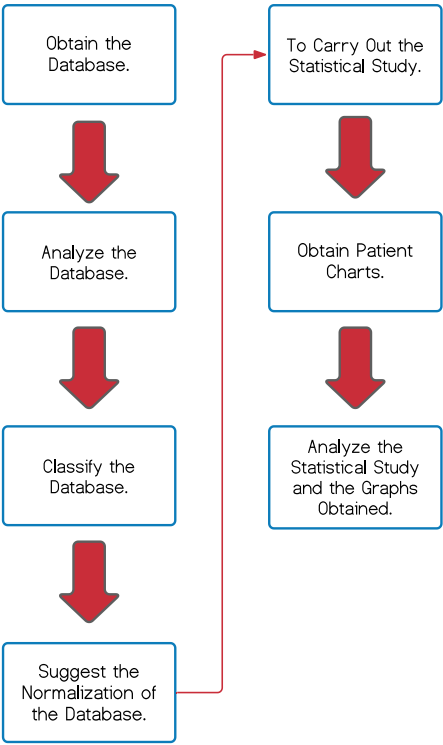 Obtain the
Database.
Analyze the
Database.
Classify the
Database.
Suggest the
Normalization of
the Database.
To Carry Out the
Statistical Study.
Obtain Patient
Charts.
Analyze the
Statistical Study
and the Graphs
Obtained.